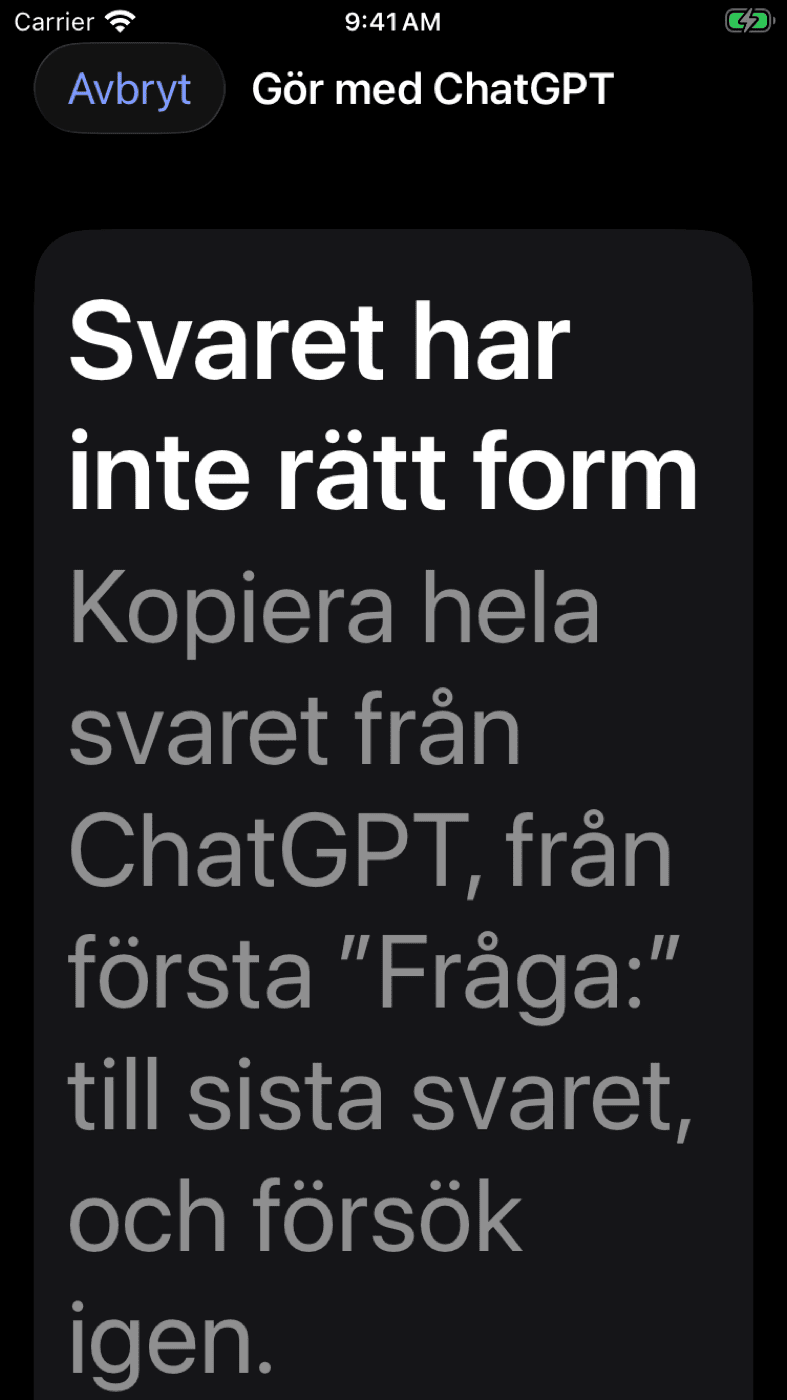 Carrier
9:41 AM
Avbryt
Gör med ChatGPT
Svaret har
inte rätt form
Kopiera hela
svaret från
ChatGPT, från
första ”Fråga:”
till sista svaret,
och försök
igen.